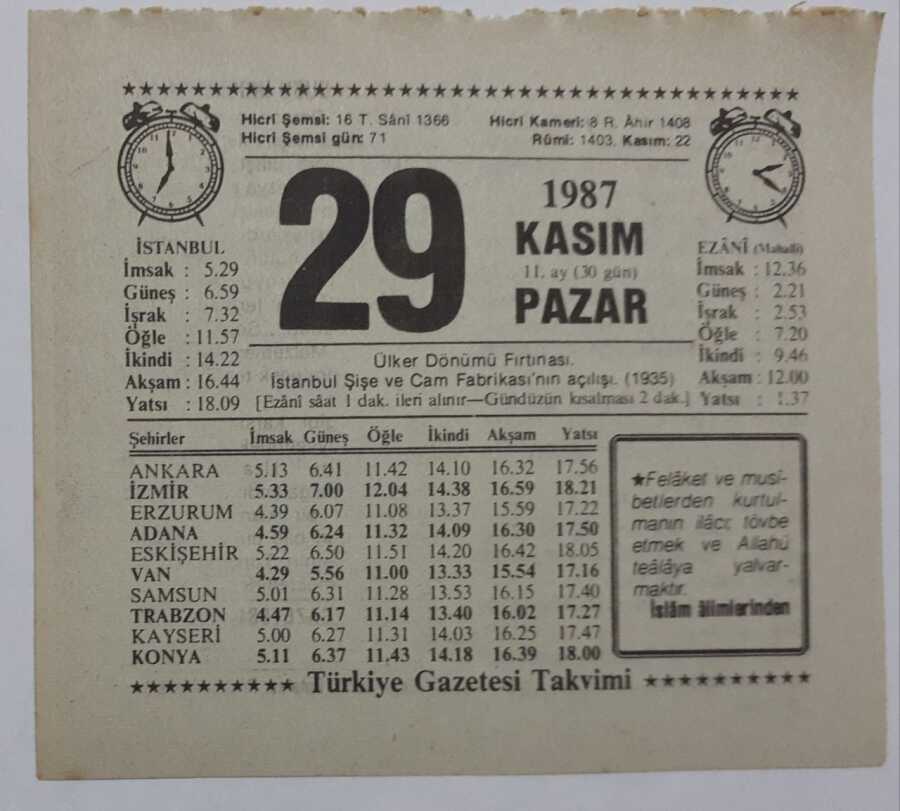 Hicrî Şemsî: 16 T. Sânî 1366
Hicrî Şemsî gün: 71
Hicrî Kamerî: 8 R. Âhir 1408
Rûmî: 1403. Kasım: 22
29
1987
KASIM
11. ay (30 gün)
PAZAR
İSTANBUL
İmsak : 5.29
Güneş : 6.59
İşrak : 7.32
Öğle : 11.57
İkindi : 14.22
Akşam : 16.44
Yatsı : 18.09
EZÂNÎ (Mahallî)
İmsak : 12.36
Güneş : 2.21
İşrak : 2.53
Öğle : 7.20
İkindi : 9.46
Akşam : 12.00
Yatsı : 1.37
Ülker Dönümü Fırtınası.
İstanbul Şişe ve Cam Fabrikası'nın açılışı. (1935)
[Ezânî sâat 1 dak. ileri alınır—Gündüzün kısalması 2 dak.]
Şehirler İmsak Güneş Öğle İkindi Akşam Yatsı
ANKARA 5.13 6.41 11.42 14.10 16.32 17.56
İZMİR 5.33 7.00 12.04 14.38 16.59 18.21
ERZURUM 4.39 6.07 11.08 13.37 15.59 17.22
ADANA 4.59 6.24 11.32 14.09 16.30 17.50
ESKİŞEHİR 5.22 6.50 11.51 14.20 16.42 18.05
VAN 4.29 5.56 11.00 13.33 15.54 17.16
SAMSUN 5.01 6.31 11.28 13.53 16.15 17.40
TRABZON 4.47 6.17 11.14 13.40 16.02 17.27
KAYSERİ 5.00 6.27 11.31 14.03 16.25 17.47
KONYA 5.11 6.37 11.43 14.18 16.39 18.00
★Felâket ve musî-
betlerden kurtul-
manın ilâcı; tövbe
etmek ve Allahü
teâlâya yalvar-
maktır.
İslâm âlimlerinden
★★★★★★★★★★ Türkiye Gazetesi Takvimi ★★★★★★★★★★